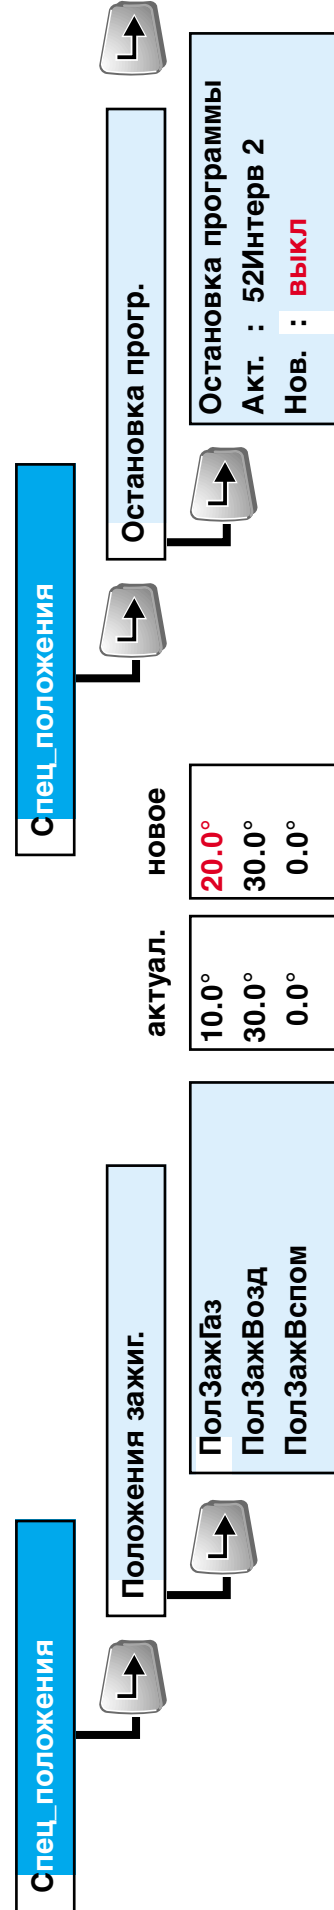 Спец_положения
Положения зажиг.
актуал. новое
ПолЗажГаз 10.0° 20.0°
ПолЗажВозд 30.0° 30.0°
ПолЗажВспом 0.0° 0.0°
Спец_положения
Остановка прогр.
Остановка программы
Акт. : 52Интерв 2
Нов. : выкл